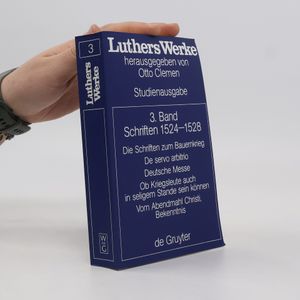 3
Luthers
Werke
W
DE
G
Luthers Werke
herausgegeben von
Otto Clemen
Studienausgabe
3. Band
Schriften 1524–1528
Die Schriften zum Bauernkrieg
De servo arbitrio
Deutsche Messe
Ob Kriegsleute auch
in seligem Stande sein können
Vom Abendmahl Christi,
Bekenntnis
de Gruyter